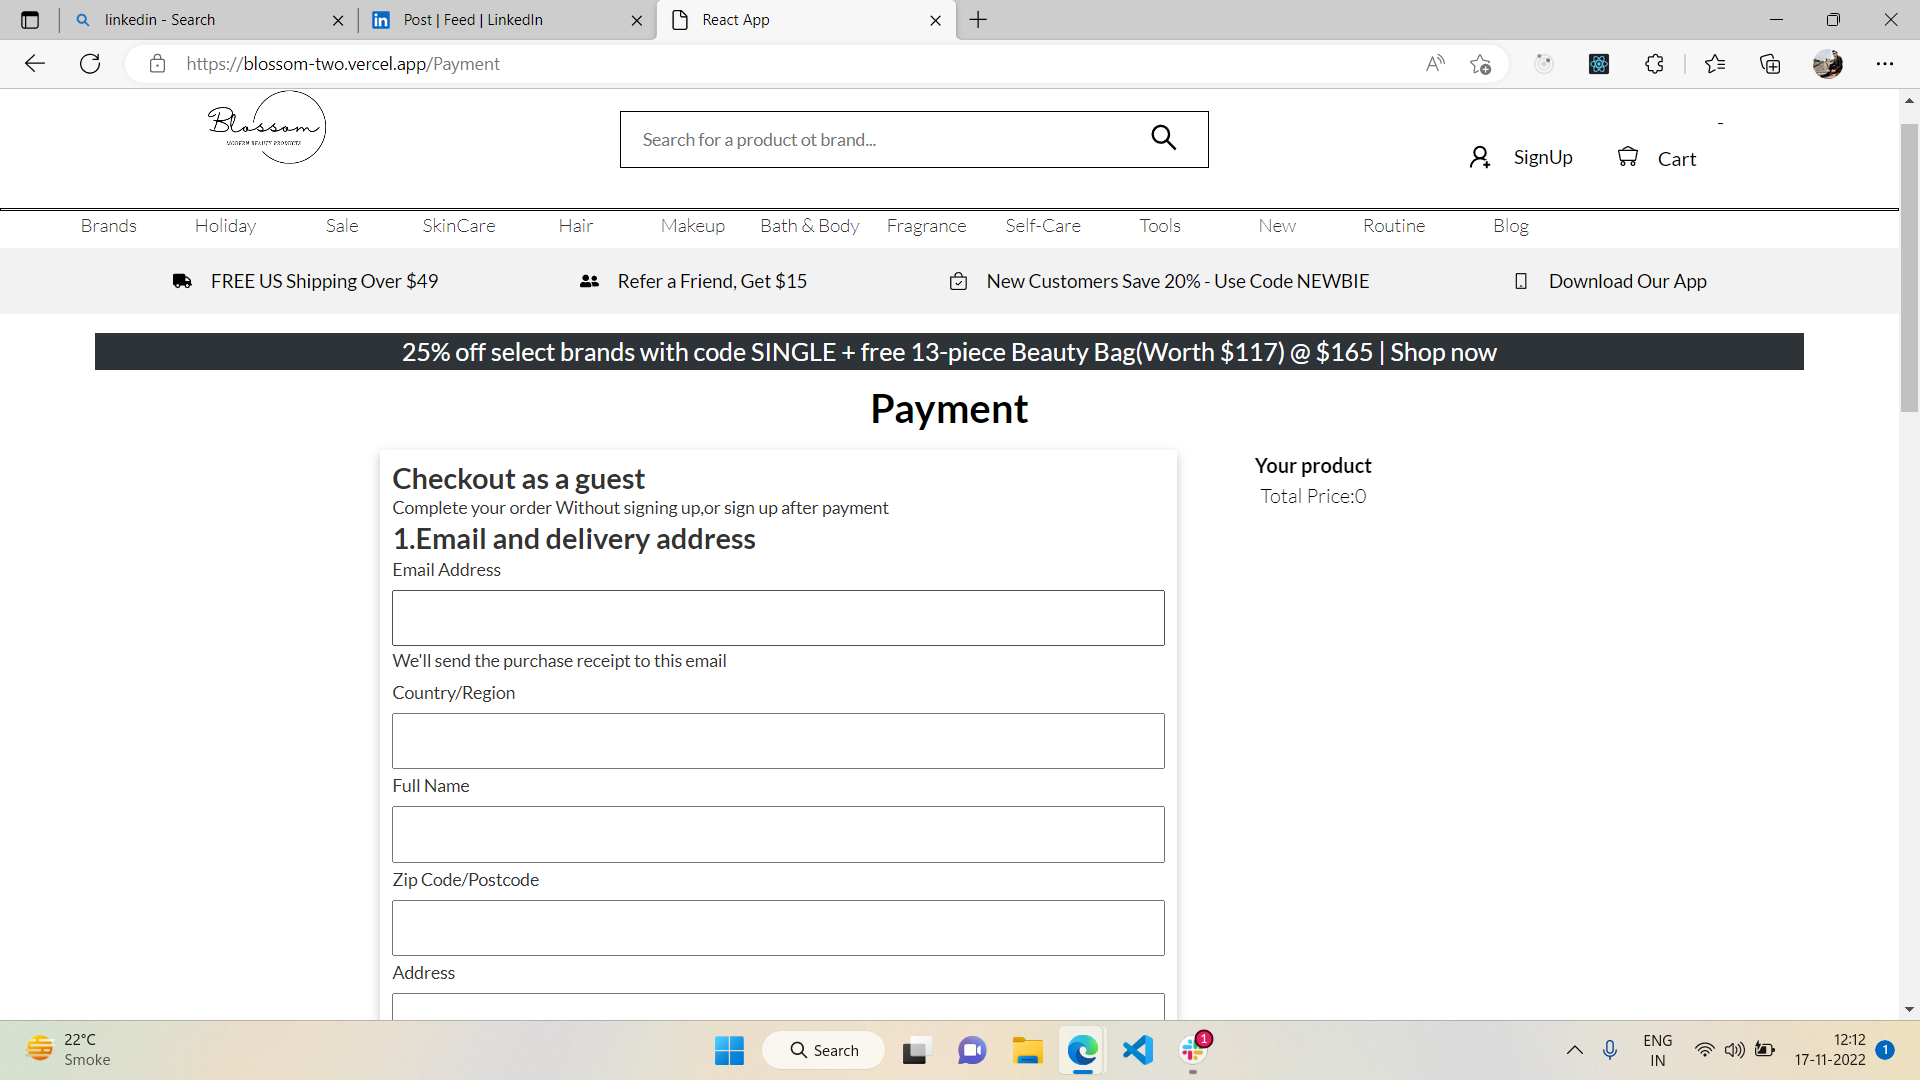 linkedin - Search
Post | Feed | LinkedIn
React App
https://blossom-two.vercel.app/Payment
Blossom
MODERN BEAUTY PRODUCTS
Search for a product ot brand...
-
SignUp
Cart
Brands Holiday Sale SkinCare Hair Makeup Bath & Body Fragrance Self-Care Tools New Routine Blog
FREE US Shipping Over $49
Refer a Friend, Get $15
New Customers Save 20% - Use Code NEWBIE
Download Our App
25% off select brands with code SINGLE + free 13-piece Beauty Bag(Worth $117) @ $165 | Shop now
Payment
Checkout as a guest
Complete your order Without signing up,or sign up after payment
1.Email and delivery address
Email Address
We'll send the purchase receipt to this email
Country/Region
Full Name
Zip Code/Postcode
Address
Your product
Total Price:0
22°C
Smoke
Search
1
ENG
IN
12:12
17-11-2022
1